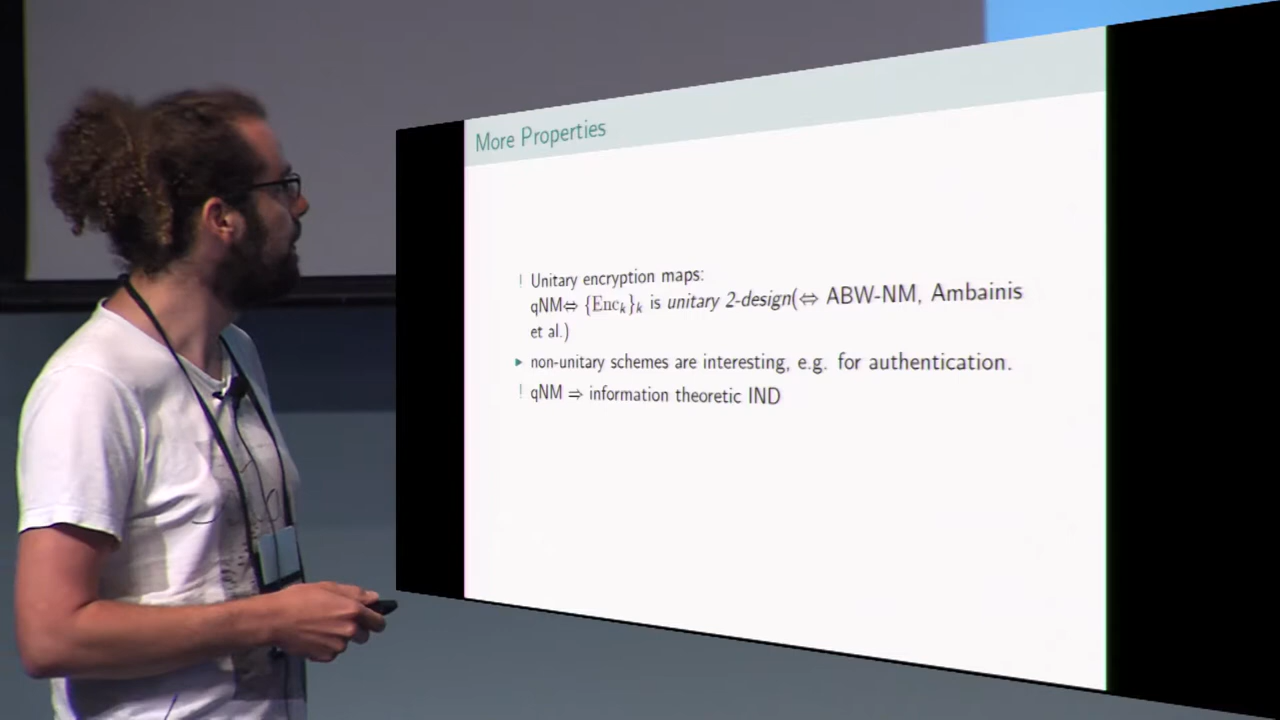 More Properties
! Unitary encryption maps:
qNM⇔ {Enc_k}_k is unitary 2-design(⇔ ABW-NM, Ambainis
et al.)
▶ non-unitary schemes are interesting, e.g. for authentication.
! qNM ⇒ information theoretic IND